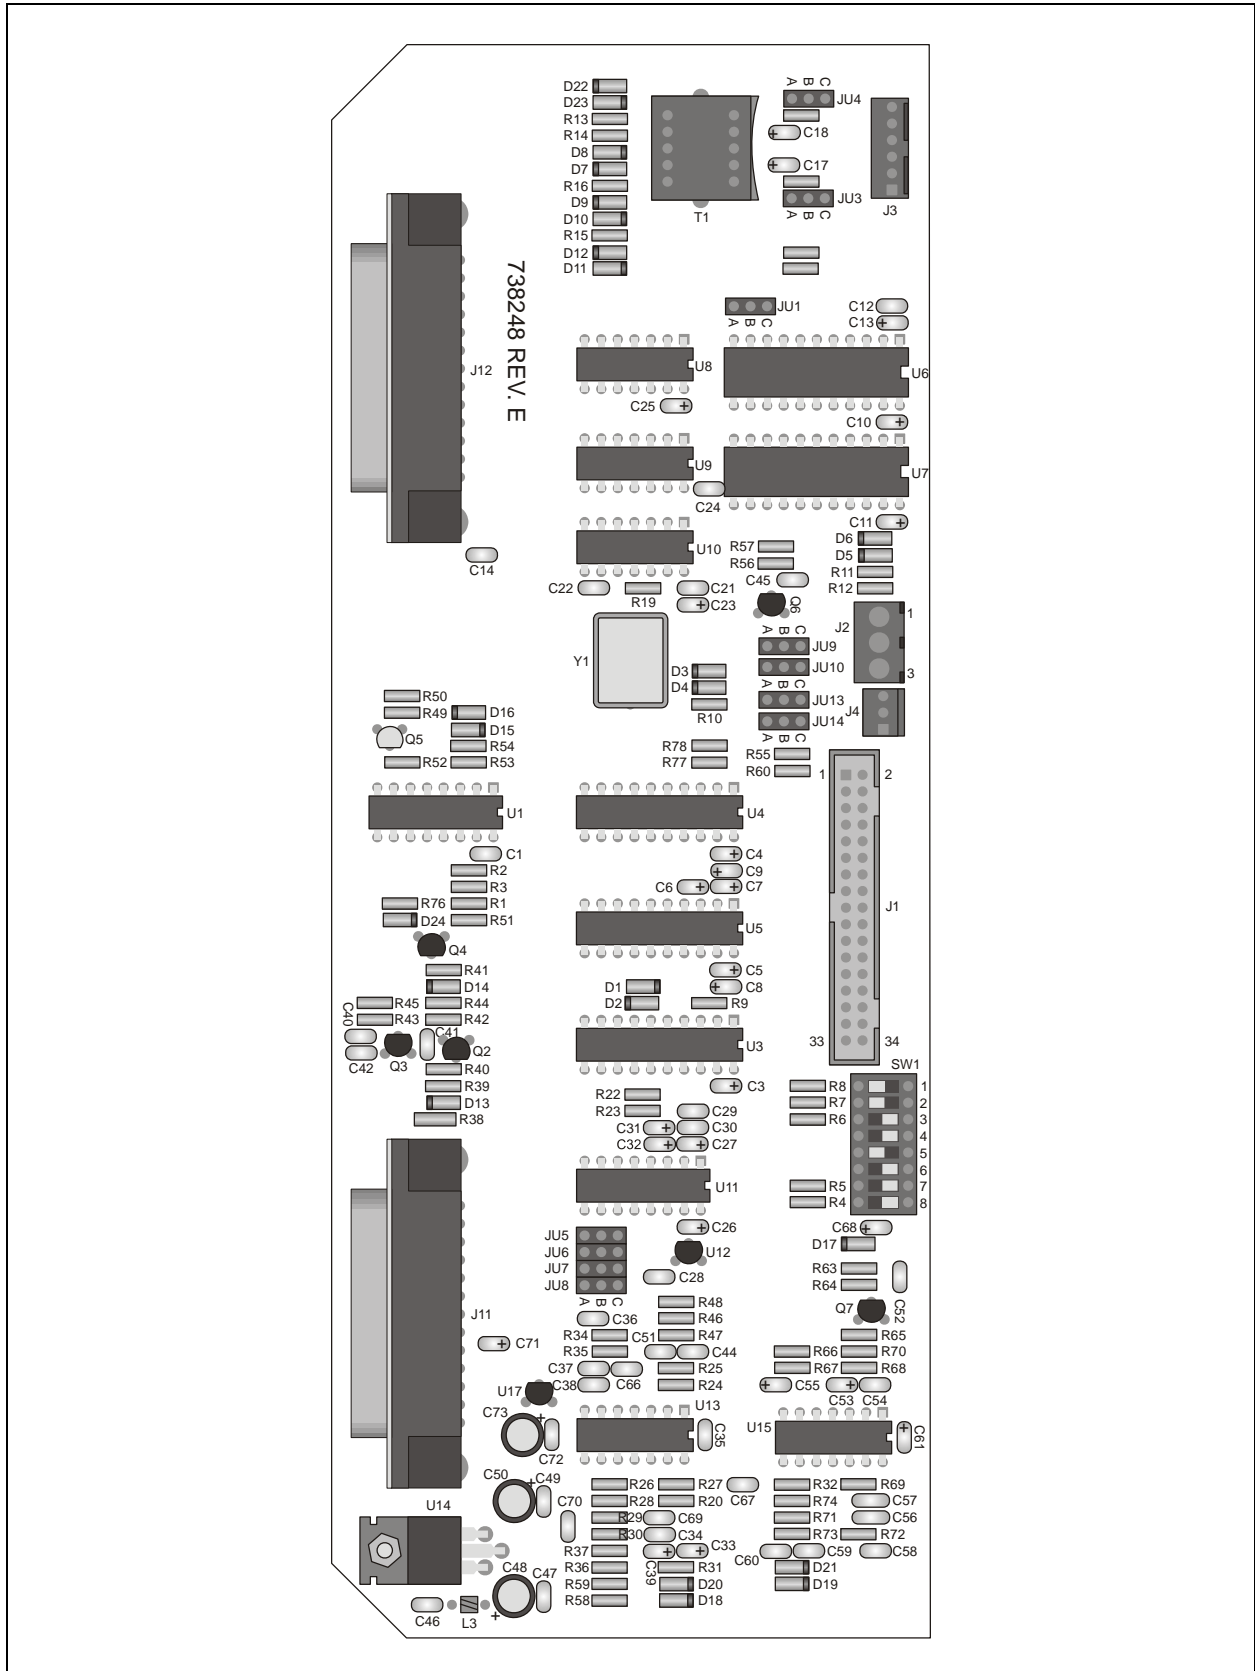 D22
D23
R13
R14
D8
D7
R16
D9
D10
R15
D12
D11
T1
A B C
JU4
C18
C17
JU3
A B C
J3
738248 REV. E
J12
JU1
A B C
C12
C13
U8
U6
C25
C10
U9
U7
C24
C11
U10
R57
R56
C45
Q6
D6
D5
R11
R12
C14
C22
R19
C21
C23
J2
1
3
A B C
JU9
JU10
A B C
JU13
JU14
A B C
J4
Y1
D3
D4
R10
R50
R49
D16
D15
Q5
R54
R52
R53
R78
R77
R55
R60
1
2
U1
U4
C1
C4
C9
C6
C7
R2
R3
R76
R1
D24
R51
U5
J1
Q4
R41
D14
R45
R44
R43
R42
C40
C41
C42
Q3
Q2
C5
C8
D1
D2
R9
U3
33
34
R40
R39
D13
R38
C3
SW1
R8
R7
R6
R5
R4
1
2
3
4
5
6
7
8
R22
R23
C29
C31
C30
C32
C27
U11
C26
C68
D17
JU5
JU6
JU7
JU8
A B C
U12
C28
R63
R64
C52
Q7
J11
C71
R48
C36
R46
R34
C51
R47
R35
C44
C37
C66
R25
C38
R24
R65
R66
R70
R67
R68
C55
C53
C54
U17
C73
C72
U13
C35
U15
C61
C50
C49
C70
R26
R28
R29
R30
R37
R36
R59
R58
R27
R20
C69
C34
C33
C39
R31
D20
D18
C67
R32
R74
R71
R73
R69
C57
C56
R72
C60
C59
C58
D21
D19
U14
C48
C47
C46
L3